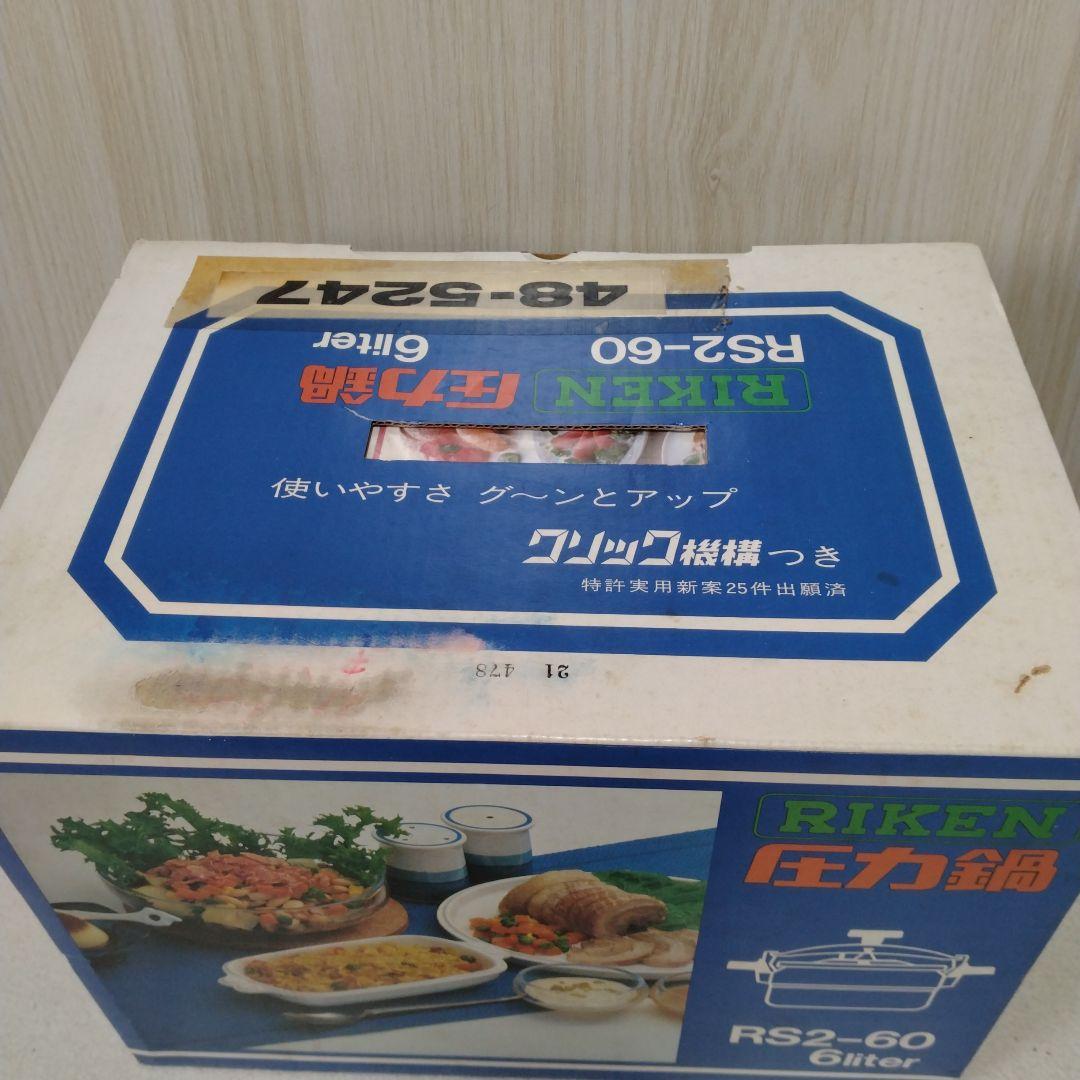 48-5247
RS2-60 6liter
RIKEN 圧力鍋
使いやすさ グ〜ンとアップ
クリック機構つき
特許実用新案25件出願済
21 478
RIKEN
圧力鍋
RS2-60
6liter